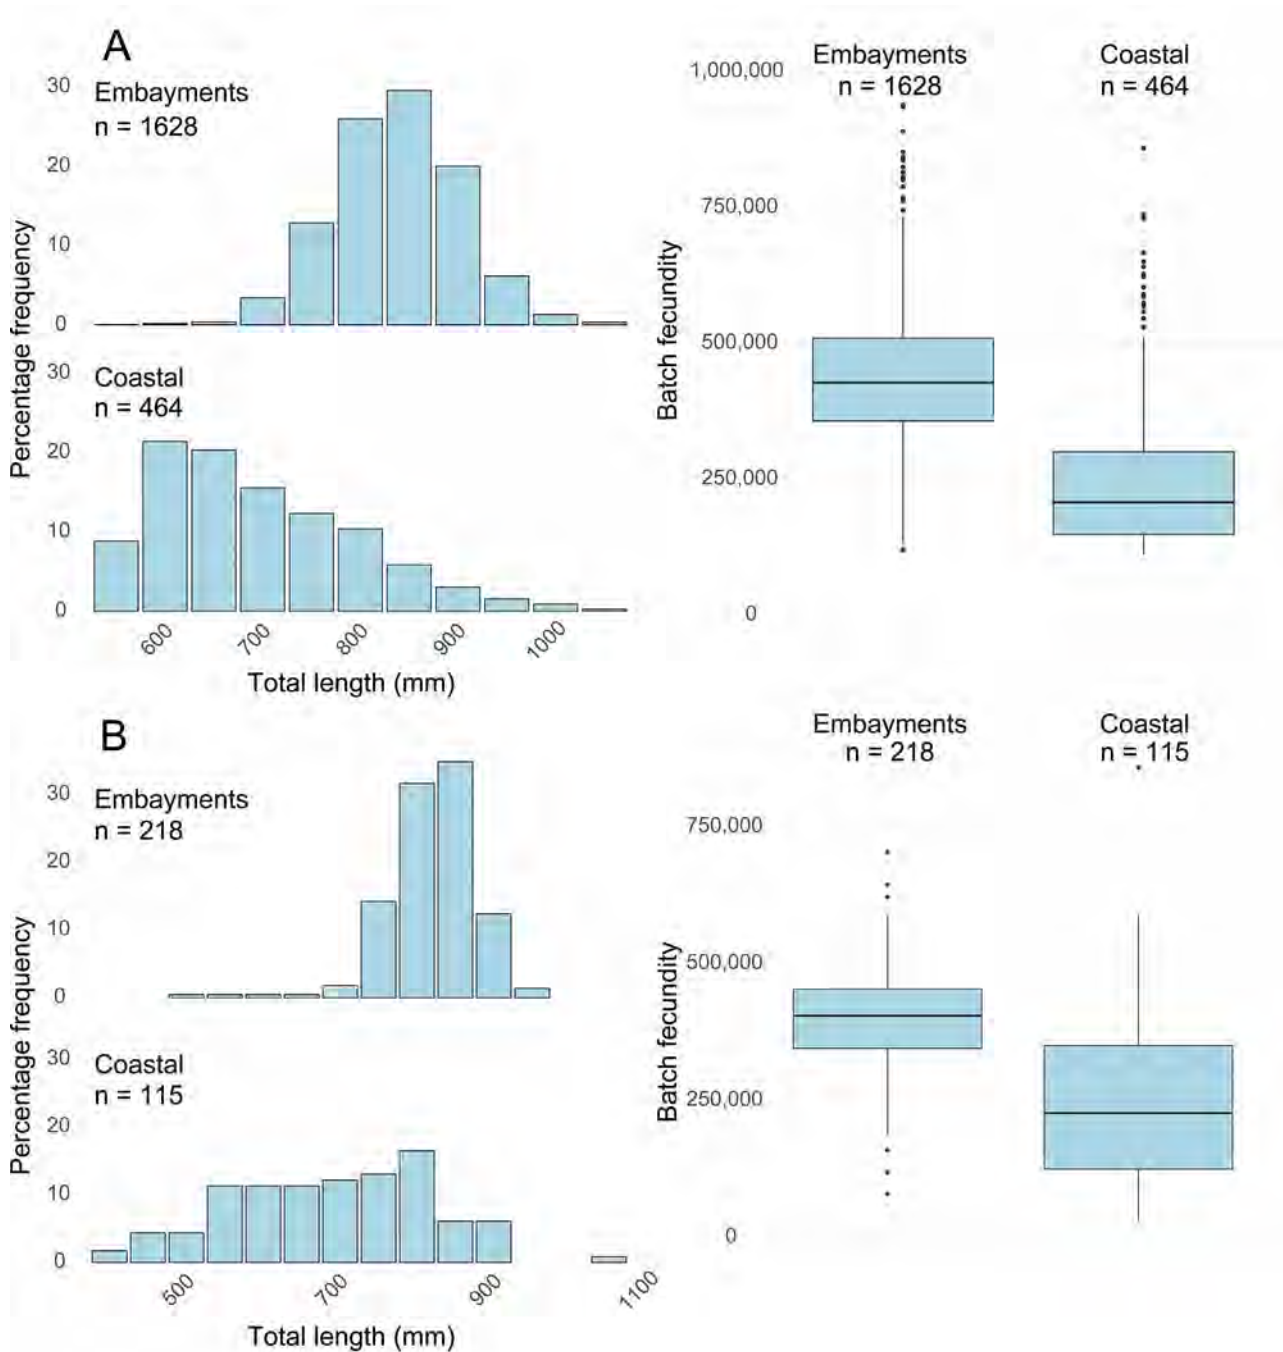 A
Embayments
n = 1628
30
20
10
0
Coastal
n = 464
30
20
10
0
Percentage frequency
600
700
800
900
1000
Total length (mm)
Embayments
n = 1628
Coastal
n = 464
1,000,000
750,000
500,000
250,000
0
Batch fecundity
B
Embayments
n = 218
30
20
10
0
Coastal
n = 115
30
20
10
0
Percentage frequency
500
700
900
1100
Total length (mm)
Embayments
n = 218
Coastal
n = 115
750,000
500,000
250,000
0
Batch fecundity